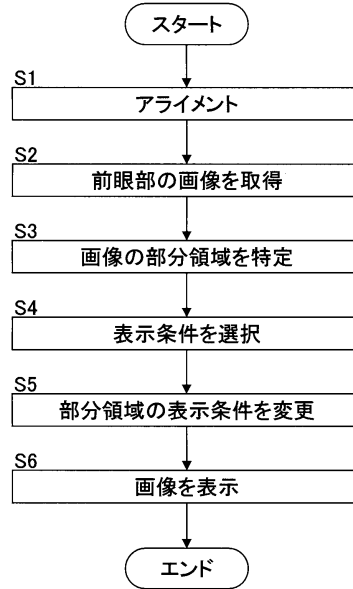 スタート
S1
アライメント
S2
前眼部の画像を取得
S3
画像の部分領域を特定
S4
表示条件を選択
S5
部分領域の表示条件を変更
S6
画像を表示
エンド